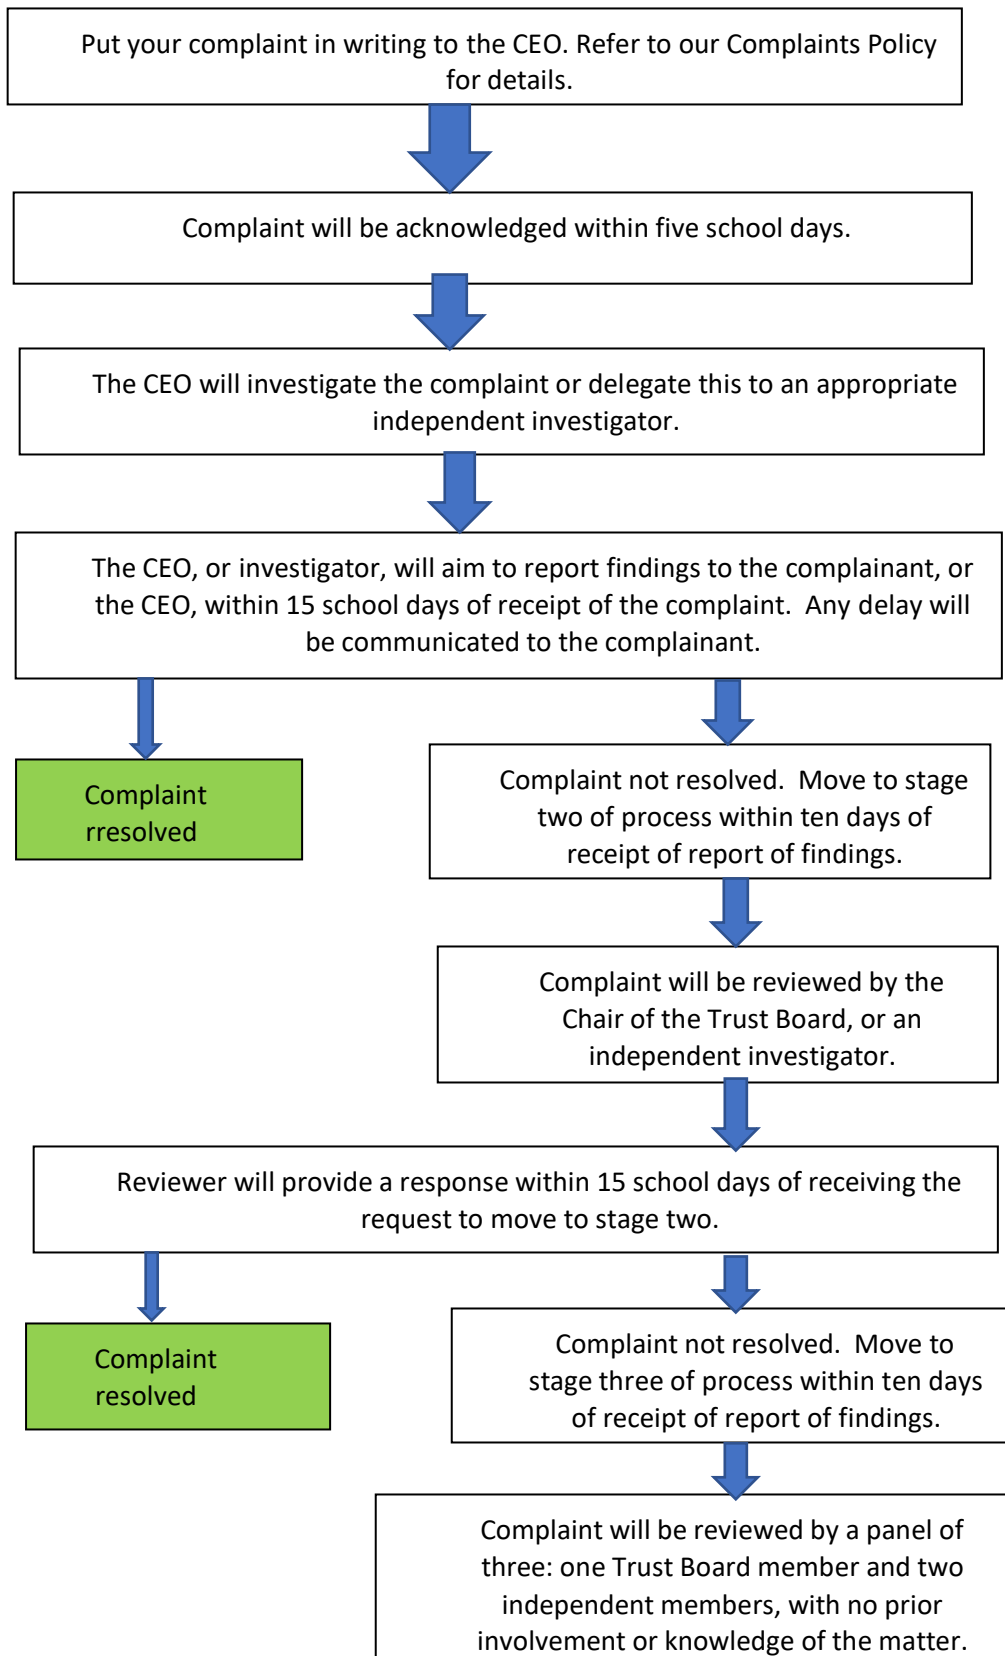 Put your complaint in writing to the CEO. Refer to our Complaints Policy
for details.
Complaint will be acknowledged within five school days.
The CEO will investigate the complaint or delegate this to an appropriate
independent investigator.
The CEO, or investigator, will aim to report findings to the complainant, or
the CEO, within 15 school days of receipt of the complaint.  Any delay will
be communicated to the complainant.
Complaint
rresolved
Complaint not resolved.  Move to stage
two of process within ten days of
receipt of report of findings.
Complaint will be reviewed by the
Chair of the Trust Board, or an
independent investigator.
Reviewer will provide a response within 15 school days of receiving the
request to move to stage two.
Complaint
resolved
Complaint not resolved.  Move to
stage three of process within ten days
of receipt of report of findings.
Complaint will be reviewed by a panel of
three: one Trust Board member and two
independent members, with no prior
involvement or knowledge of the matter.